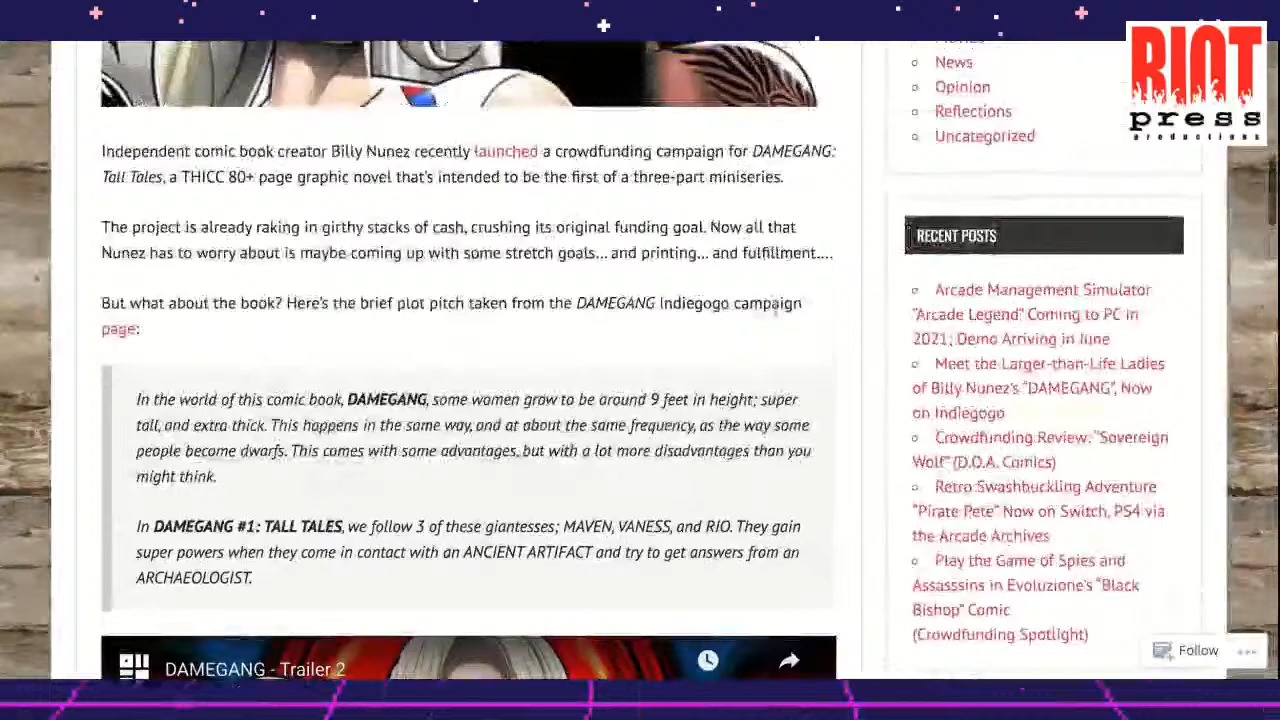 RIOT
press
productions
News
Opinion
Reflections
Uncategorized
Independent comic book creator Billy Nunez recently launched a crowdfunding campaign for DAMEGANG:
Tall Tales, a THICC 80+ page graphic novel that's intended to be the first of a three-part miniseries.
The project is already raking in girthy stacks of cash, crushing its original funding goal. Now all that
Nunez has to worry about is maybe coming up with some stretch goals... and printing... and fulfillment....
But what about the book? Here's the brief plot pitch taken from the DAMEGANG Indiegogo campaign
page:
In the world of this comic book, DAMEGANG, some women grow to be around 9 feet in height; super
tall, and extra thick. This happens in the same way, and at about the same frequency, as the way some
people become dwarfs. This comes with some advantages, but with a lot more disadvantages than you
might think.
In DAMEGANG #1: TALL TALES, we follow 3 of these giantesses; MAVEN, VANESS, and RIO. They gain
super powers when they come in contact with an ANCIENT ARTIFACT and try to get answers from an
ARCHAEOLOGIST.
DAMEGANG - Trailer 2
RECENT POSTS
Arcade Management Simulator
"Arcade Legend" Coming to PC in
2021; Demo Arriving in June
Meet the Larger-than-Life Ladies
of Billy Nunez's "DAMEGANG", Now
on Indiegogo
Crowdfunding Review: "Sovereign
Wolf" (D.O.A. Comics)
Retro Swashbuckling Adventure
"Pirate Pete" Now on Switch, PS4 via
the Arcade Archives
Play the Game of Spies and
Assasssins in Evoluzione's "Black
Bishop" Comic
(Crowdfunding Spotlight)
Follow